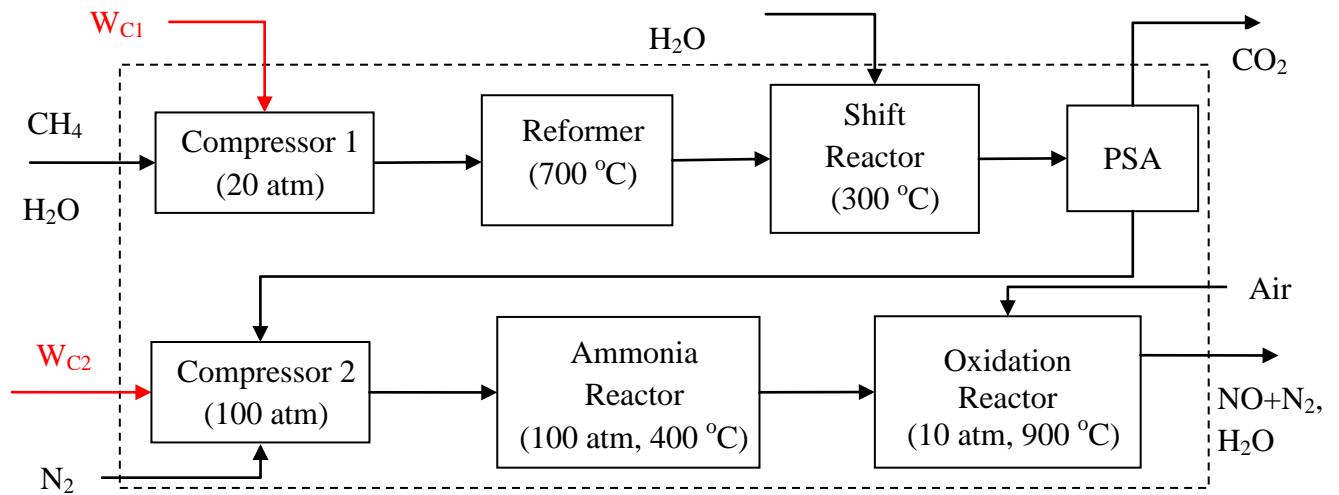 W_C1
H₂O
CO₂
CH₄
H₂O
Compressor 1
(20 atm)
Reformer
(700 °C)
Shift
Reactor
(300 °C)
PSA
Air
W_C2
N₂
Compressor 2
(100 atm)
Ammonia
Reactor
(100 atm, 400 °C)
Oxidation
Reactor
(10 atm, 900 °C)
NO+N₂,
H₂O